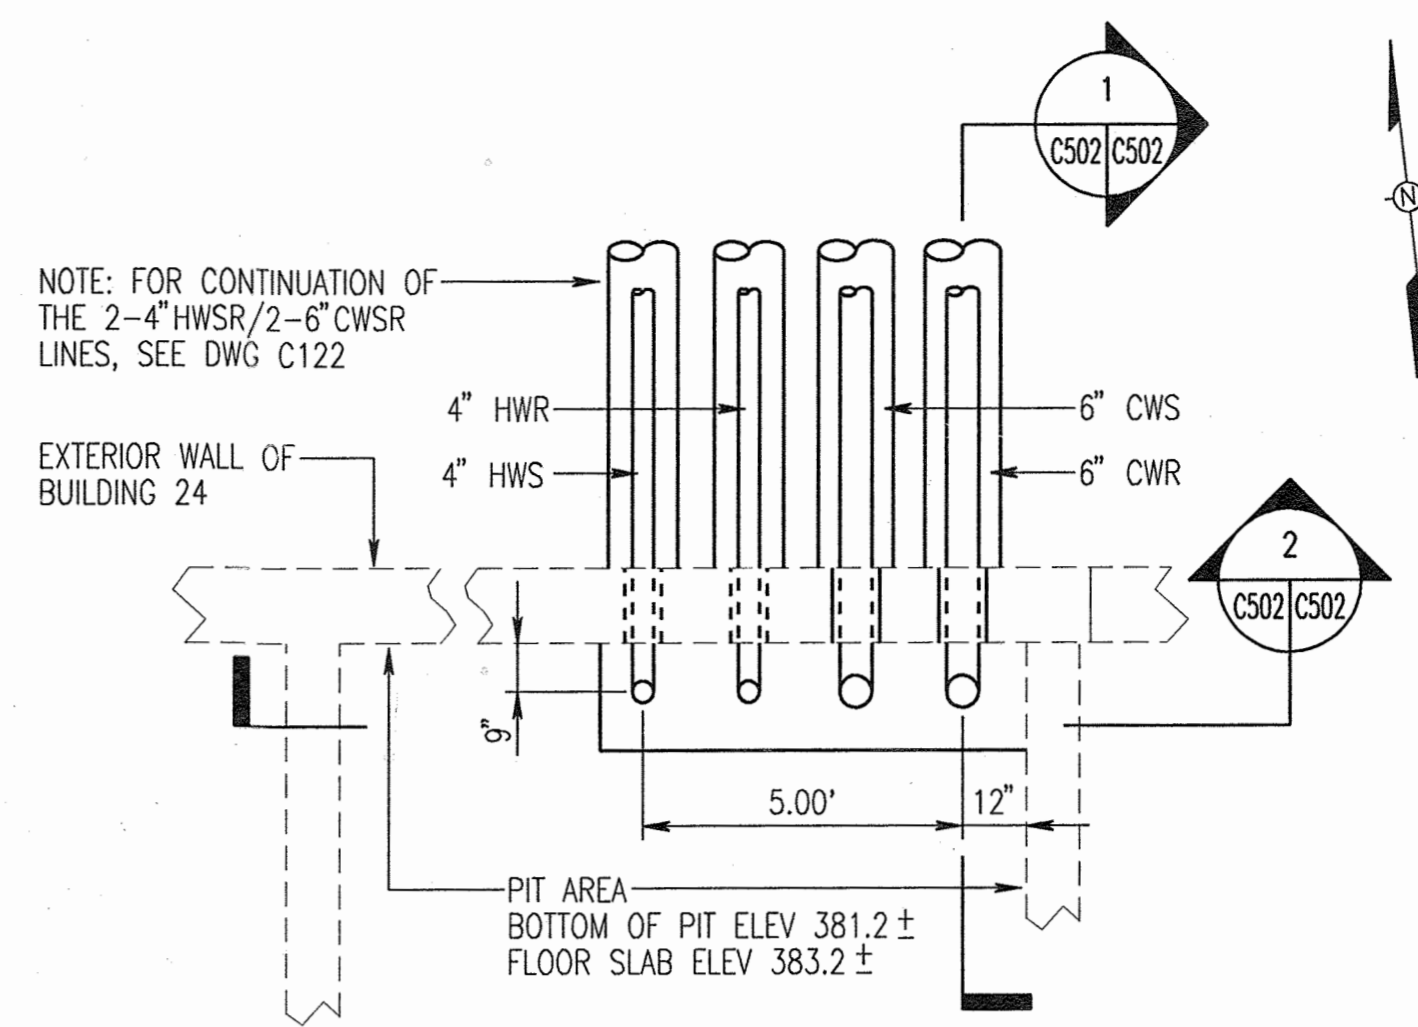 1
C502 C502
N
NOTE: FOR CONTINUATION OF
THE 2-4" HWSR/2-6" CWSR
LINES, SEE DWG C122
4" HWR
6" CWS
EXTERIOR WALL OF
BUILDING 24
4" HWS
6" CWR
2
C502 C502
9"
5.00'
12"
PIT AREA
BOTTOM OF PIT ELEV 381.2 ±
FLOOR SLAB ELEV 383.2 ±